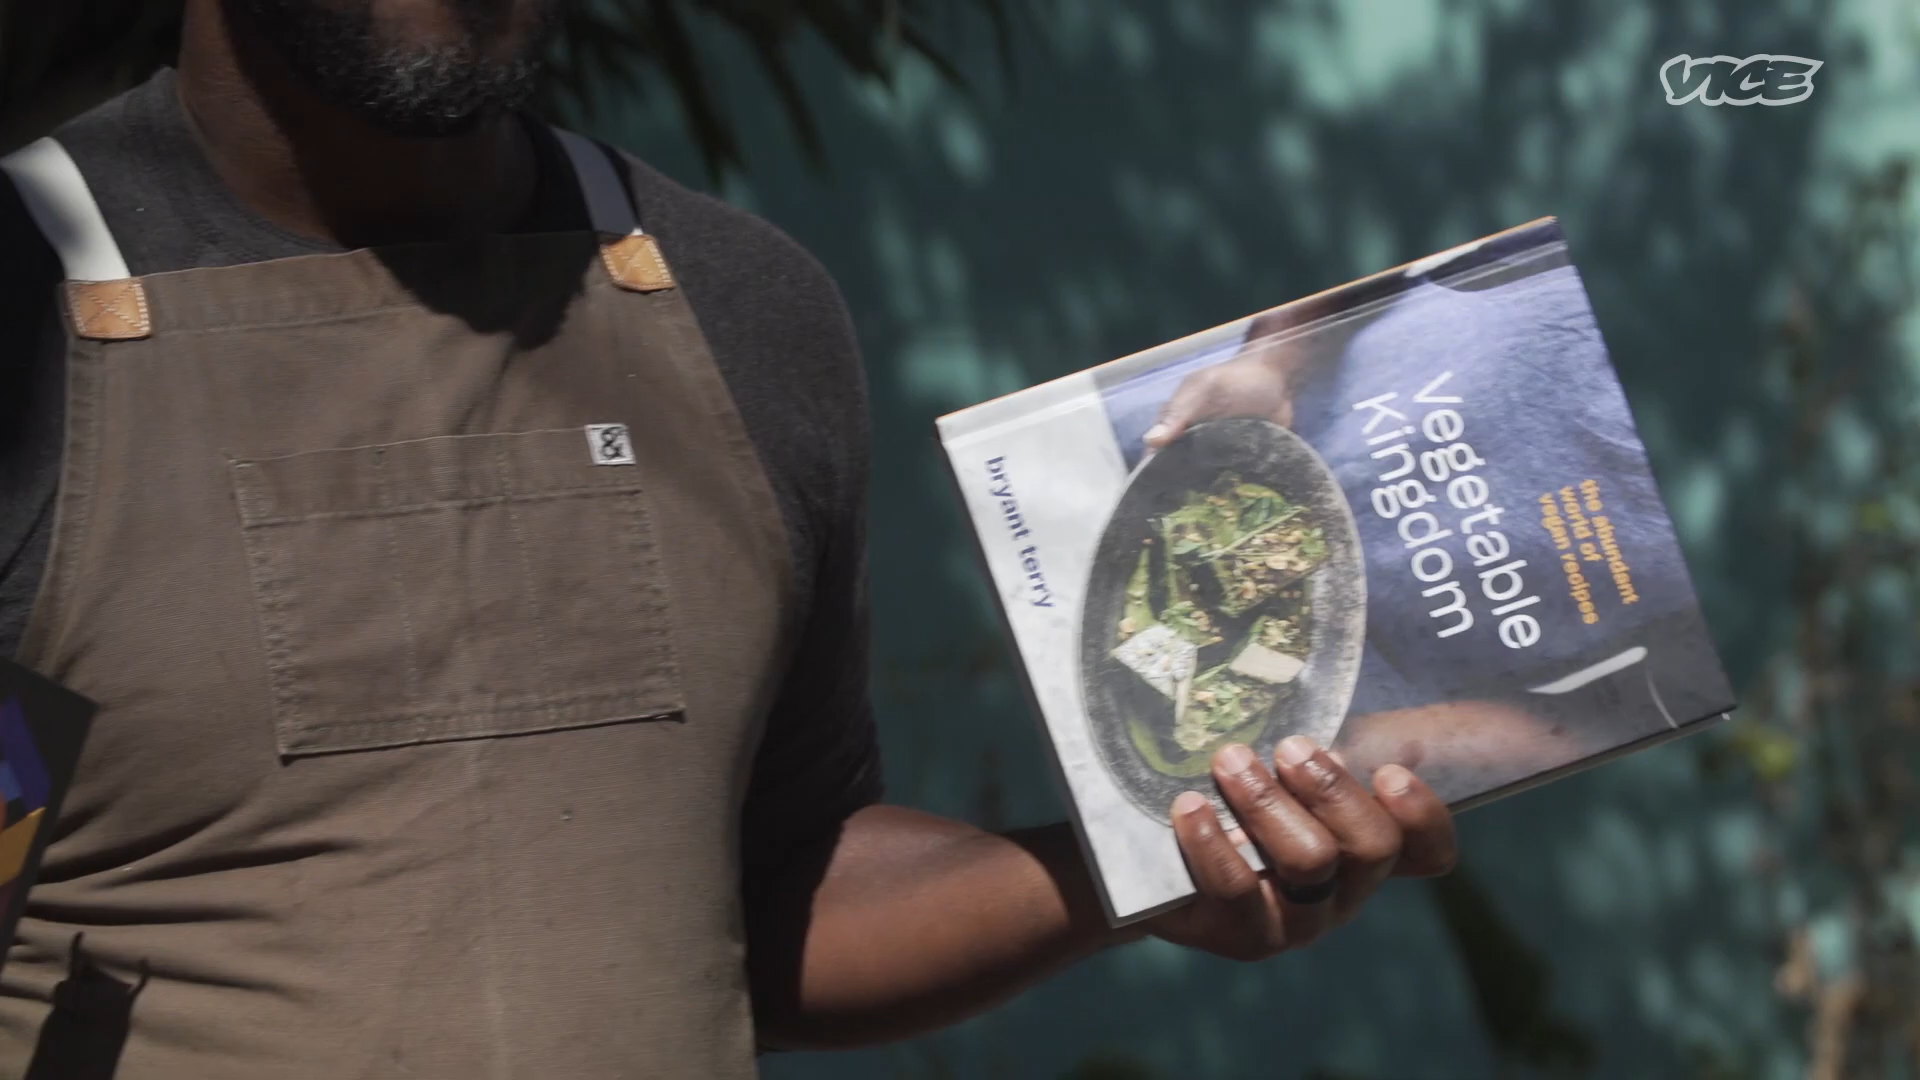 VICE
&
the abundant
world of
vegan recipes
Vegetable
Kingdom
bryant terry